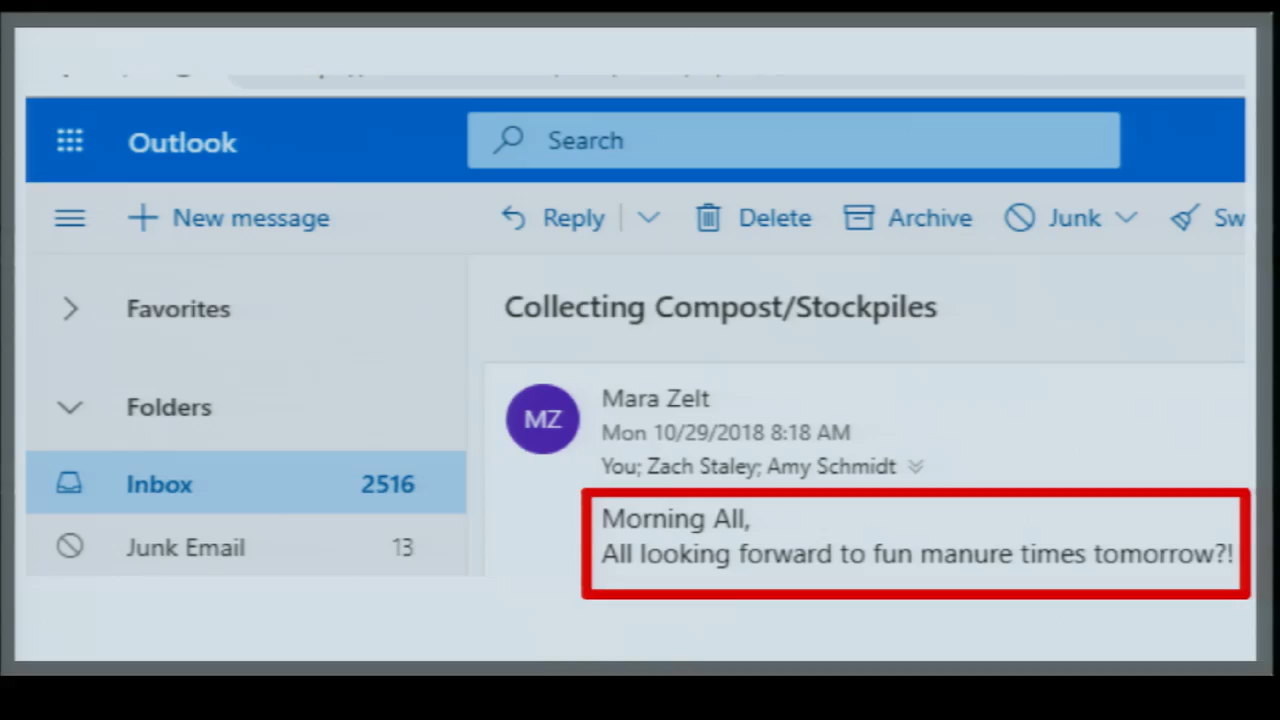 Outlook
Search
New message
Reply
Delete
Archive
Junk
Sw
Favorites
Collecting Compost/Stockpiles
Folders
MZ
Mara Zelt
Mon 10/29/2018 8:18 AM
You; Zach Staley; Amy Schmidt
Inbox 2516
Morning All,
All looking forward to fun manure times tomorrow?!
Junk Email 13